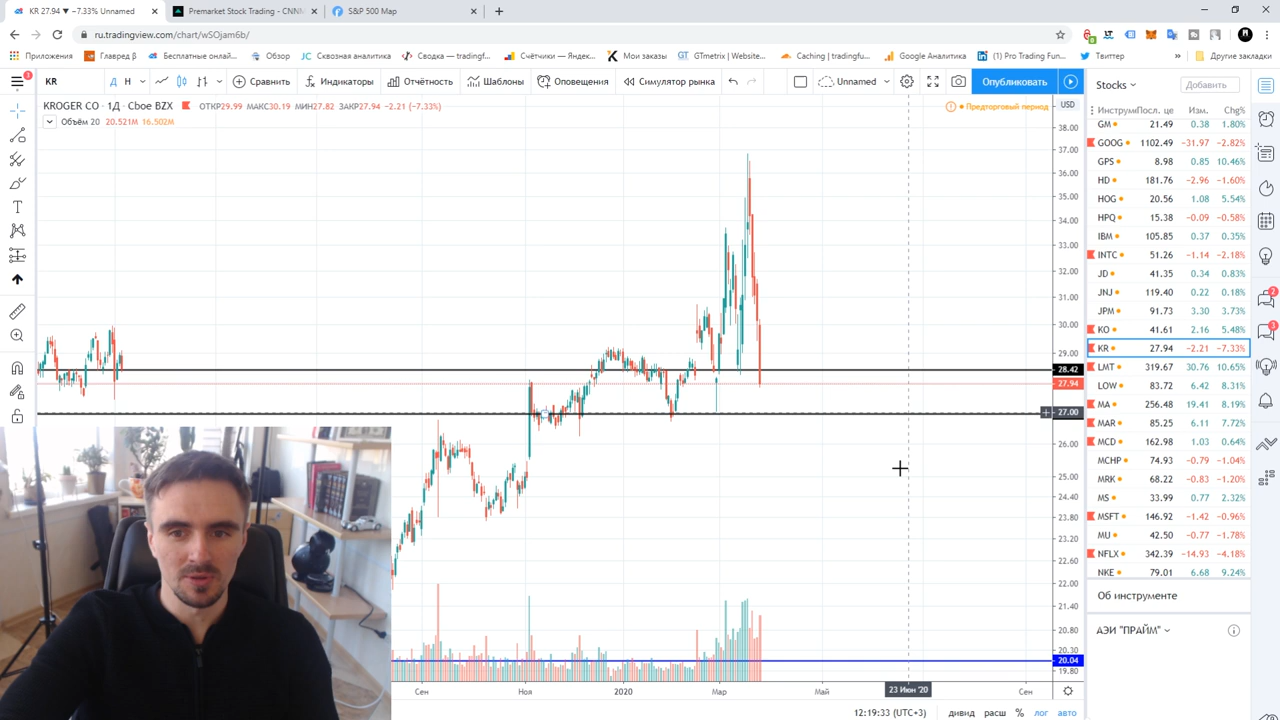 KR 27.94 ▼ −7.33% Unnamed
Premarket Stock Trading - CNNM
S&P 500 Map
ru.tradingview.com/chart/wSOjam6b/
Приложения
Главред β
Бесплатные онлай...
Обзор
JC Сквозная аналитика
Сводка — tradingf...
Счётчики — Яндек...
Мои заказы
GT GTmetrix | Website...
Caching | tradingfu...
Google Аналитика
(1) Pro Trading Fun...
Твиттер
»
Другие закладки
KR
Д
Н
Сравнить
Индикаторы
Отчётность
Шаблоны
Оповещения
Симулятор рынка
Unnamed
Опубликовать
Stocks
Добавить
KROGER CO · 1Д · Cboe BZX
ОТКР29.99 МАКС30.19 МИН27.82 ЗАКР27.94 −2.21 (−7.33%)
Предторговый период
USD
Объём 20 20.521M 16.502M
38.00
37.00
36.00
35.00
34.00
33.00
32.00
31.00
30.00
29.00
28.42
27.94
27.00
26.00
25.00
24.40
23.80
23.20
22.60
22.00
21.40
20.80
20.30
20.04
19.80
Сен
Ноя
2020
Мар
Май
23 Июн '20
Сен
12:19:33 (UTC+3)
дивид
расш
%
лог
авто
Инструм Посл. це Изм. Chg%
GM 21.49 0.38 1.80%
GOOG 1102.49 −31.97 −2.82%
GPS 8.98 0.85 10.46%
HD 181.76 −2.96 −1.60%
HOG 20.56 1.08 5.54%
HPQ 15.38 −0.09 −0.58%
IBM 105.85 0.37 0.35%
INTC 51.26 −1.14 −2.18%
JD 41.35 0.34 0.83%
JNJ 119.40 0.22 0.18%
JPM 91.73 3.30 3.73%
KO 41.61 2.16 5.48%
KR 27.94 −2.21 −7.33%
LMT 319.67 30.76 10.65%
LOW 83.72 6.42 8.31%
MA 256.48 19.41 8.19%
MAR 85.25 6.11 7.72%
MCD 162.98 1.03 0.64%
MCHP 74.93 −0.79 −1.04%
MRK 68.22 −0.83 −1.20%
MS 33.99 0.77 2.32%
MSFT 146.92 −1.42 −0.96%
MU 42.50 −0.77 −1.78%
NFLX 342.39 −14.93 −4.18%
NKE 79.01 6.68 9.24%
Об инструменте
АЭИ "ПРАЙМ"